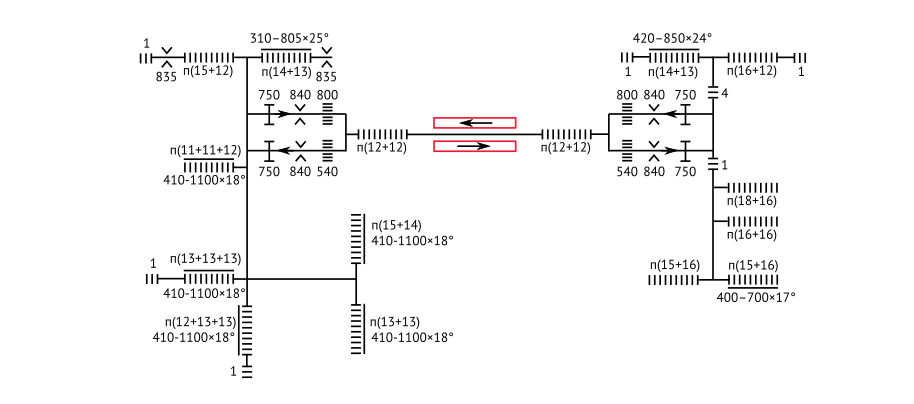 310–805×25°
420–850×24°
1
835
п(15+12)
п(14+13)
835
1
п(14+13)
п(16+12)
1
750 840 800
800 840 750
4
п(11+11+12)
410-1100×18°
п(12+12)
п(12+12)
750 840 540
540 840 750
1
п(18+16)
п(15+14)
410-1100×18°
п(16+16)
1
п(13+13+13)
410-1100×18°
п(15+16)
п(15+16)
400–700×17°
п(12+13+13)
410-1100×18°
п(13+13)
410-1100×18°
1